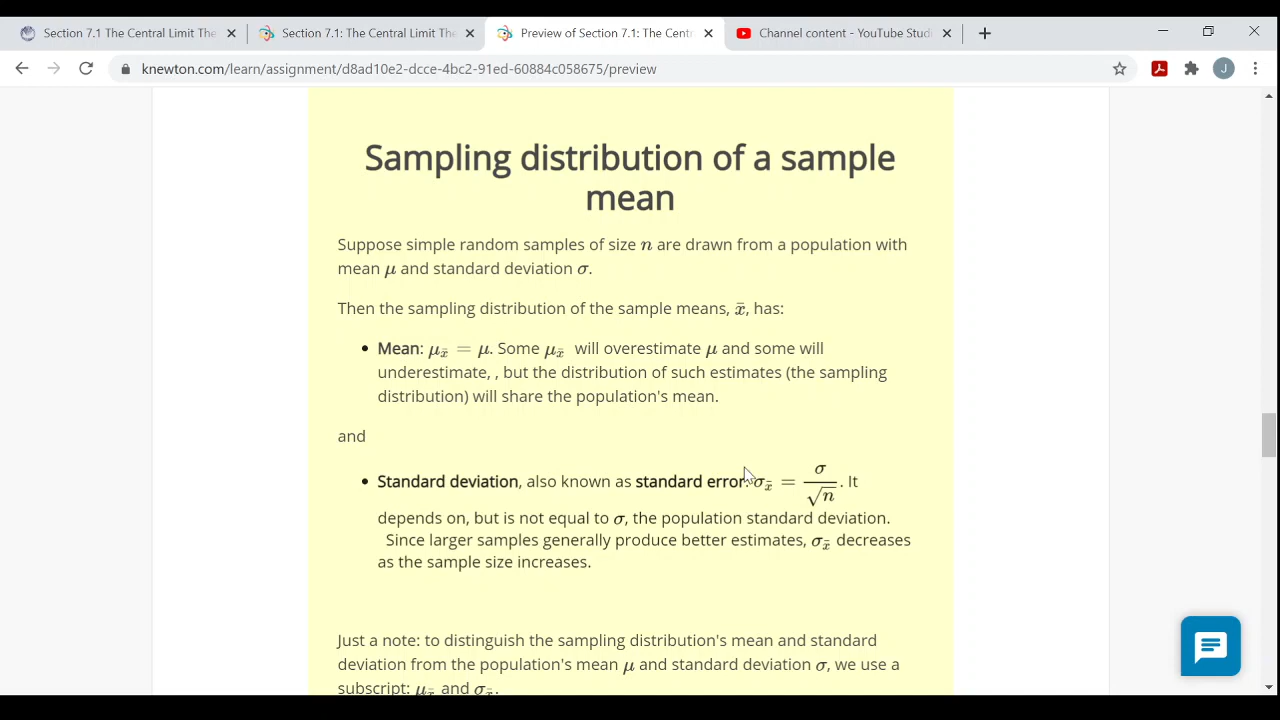 Section 7.1 The Central Limit The
Section 7.1: The Central Limit The
Preview of Section 7.1: The Centr
Channel content - YouTube Studi
knewton.com/learn/assignment/d8ad10e2-dcce-4bc2-91ed-60884c058675/preview
J
Sampling distribution of a sample
mean
Suppose simple random samples of size n are drawn from a population with
mean μ and standard deviation σ.
Then the sampling distribution of the sample means, x̄, has:
• Mean: μ_x̄ = μ. Some μ_x̄ will overestimate μ and some will
underestimate, , but the distribution of such estimates (the sampling
distribution) will share the population's mean.
and
• Standard deviation, also known as standard error: σ_x̄ = σ/√n. It
depends on, but is not equal to σ, the population standard deviation.
Since larger samples generally produce better estimates, σ_x̄ decreases
as the sample size increases.
Just a note: to distinguish the sampling distribution's mean and standard
deviation from the population's mean μ and standard deviation σ, we use a
subscript: μ_x̄ and σ_x̄.